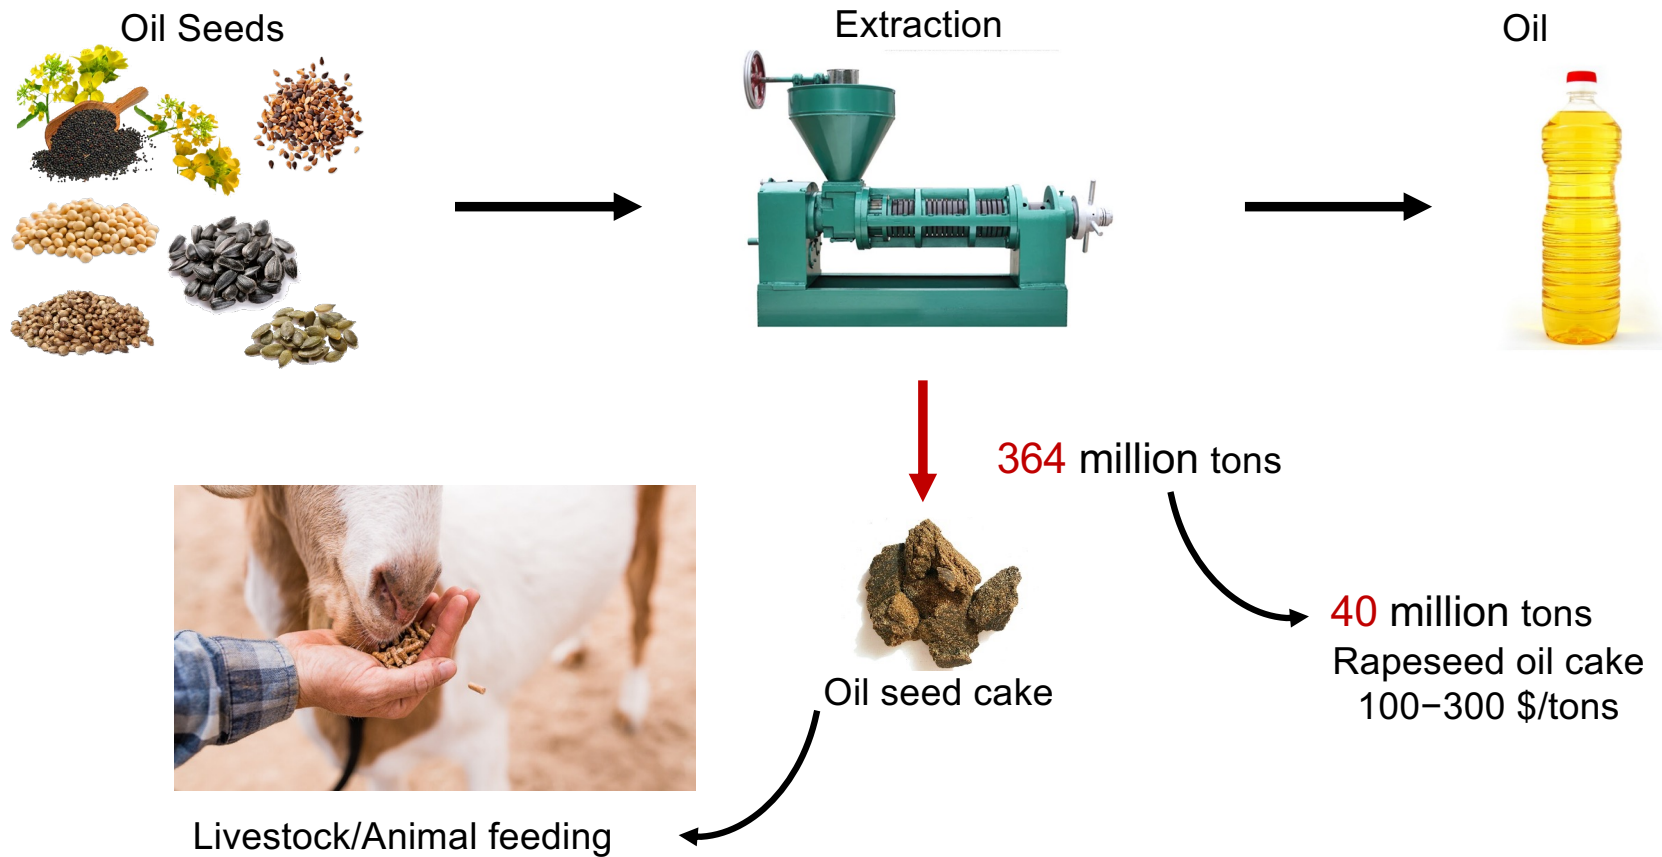 Oil Seeds
Extraction
Oil
364 million tons
40 million tons
Rapeseed oil cake
100−300 $/tons
Oil seed cake
Livestock/Animal feeding